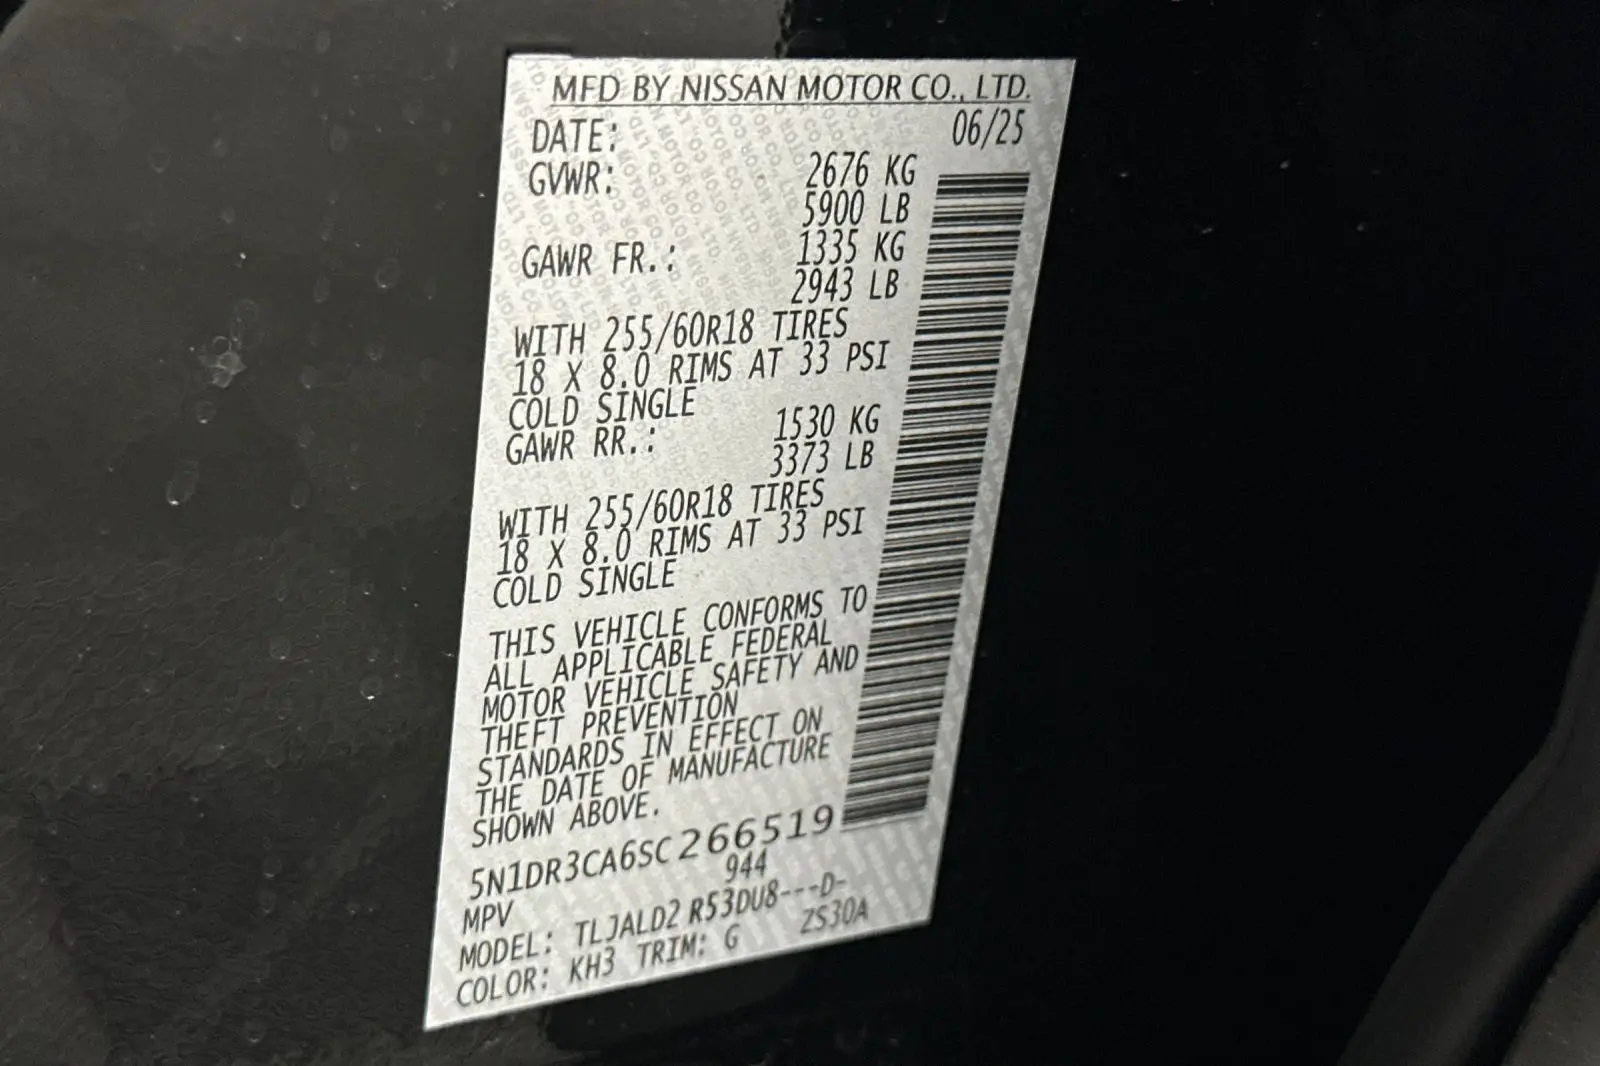 MFD BY NISSAN MOTOR CO., LTD.
DATE: 06/25
GVWR: 2676 KG
5900 LB
GAWR FR.: 1335 KG
2943 LB
WITH 255/60R18 TIRES
18 X 8.0 RIMS AT 33 PSI
COLD SINGLE
GAWR RR.: 1530 KG
3373 LB
WITH 255/60R18 TIRES
18 X 8.0 RIMS AT 33 PSI
COLD SINGLE
THIS VEHICLE CONFORMS TO
ALL APPLICABLE FEDERAL
MOTOR VEHICLE SAFETY AND
THEFT PREVENTION
STANDARDS IN EFFECT ON
THE DATE OF MANUFACTURE
SHOWN ABOVE.
5N1DR3CA6SC266519
MPV 944
MODEL: TLJALD2 R53DU8---D-
COLOR: KH3 TRIM: G ZS30A